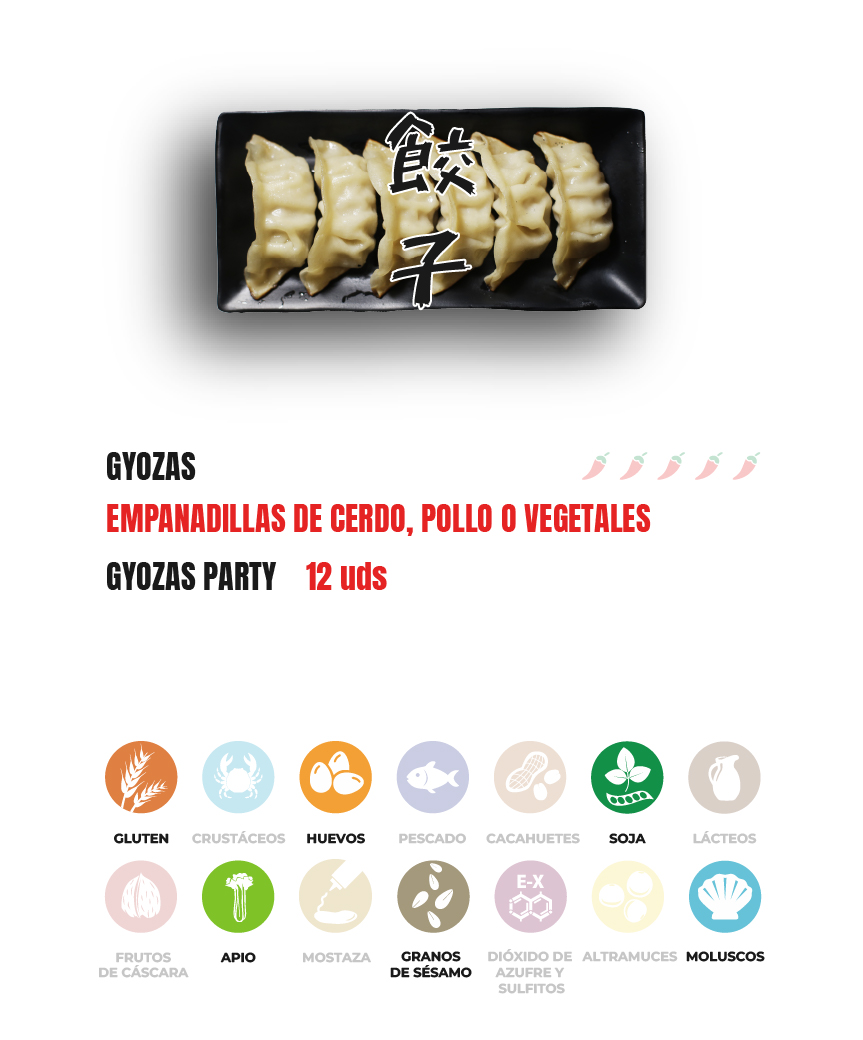 餃
子
GYOZAS
EMPANADILLAS DE CERDO, POLLO O VEGETALES
GYOZAS PARTY 12 uds
E-X
GLUTEN CRUSTÁCEOS HUEVOS PESCADO CACAHUETES SOJA LÁCTEOS
FRUTOS DE CÁSCARA
APIO
MOSTAZA
GRANOS DE SÉSAMO
DIÓXIDO DE AZUFRE Y SULFITOS
ALTRAMUCES
MOLUSCOS